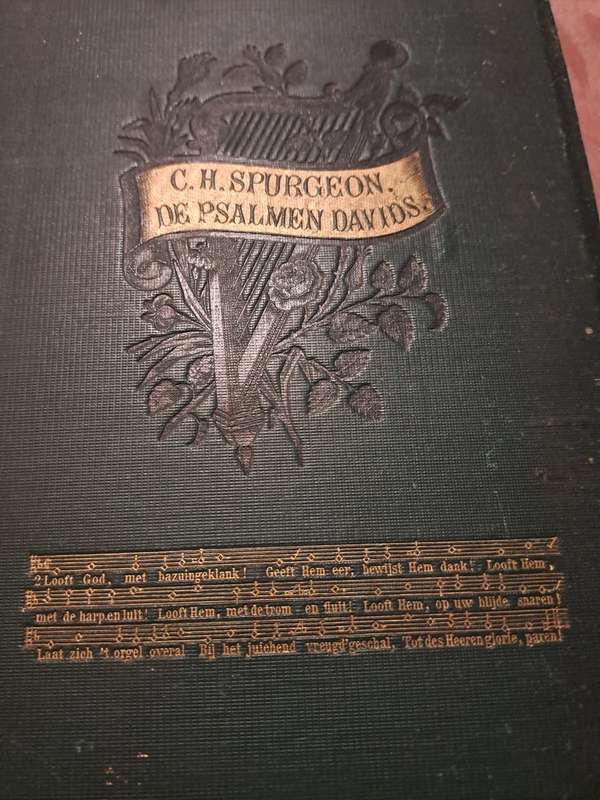 C. H. SPURGEON.
DE PSALMEN DAVIDS.
2 Looft God, met bazuingeklank! Geeft Hem eer, bewijst Hem dank! Looft Hem,
met de harp en luit! Looft Hem, met de trom en fluit! Looft Hem, op uw blijde snaren!
Laat zich 't orgel overal Bij het juichend vreugdgeschal, Tot des Heeren glorie, paren!